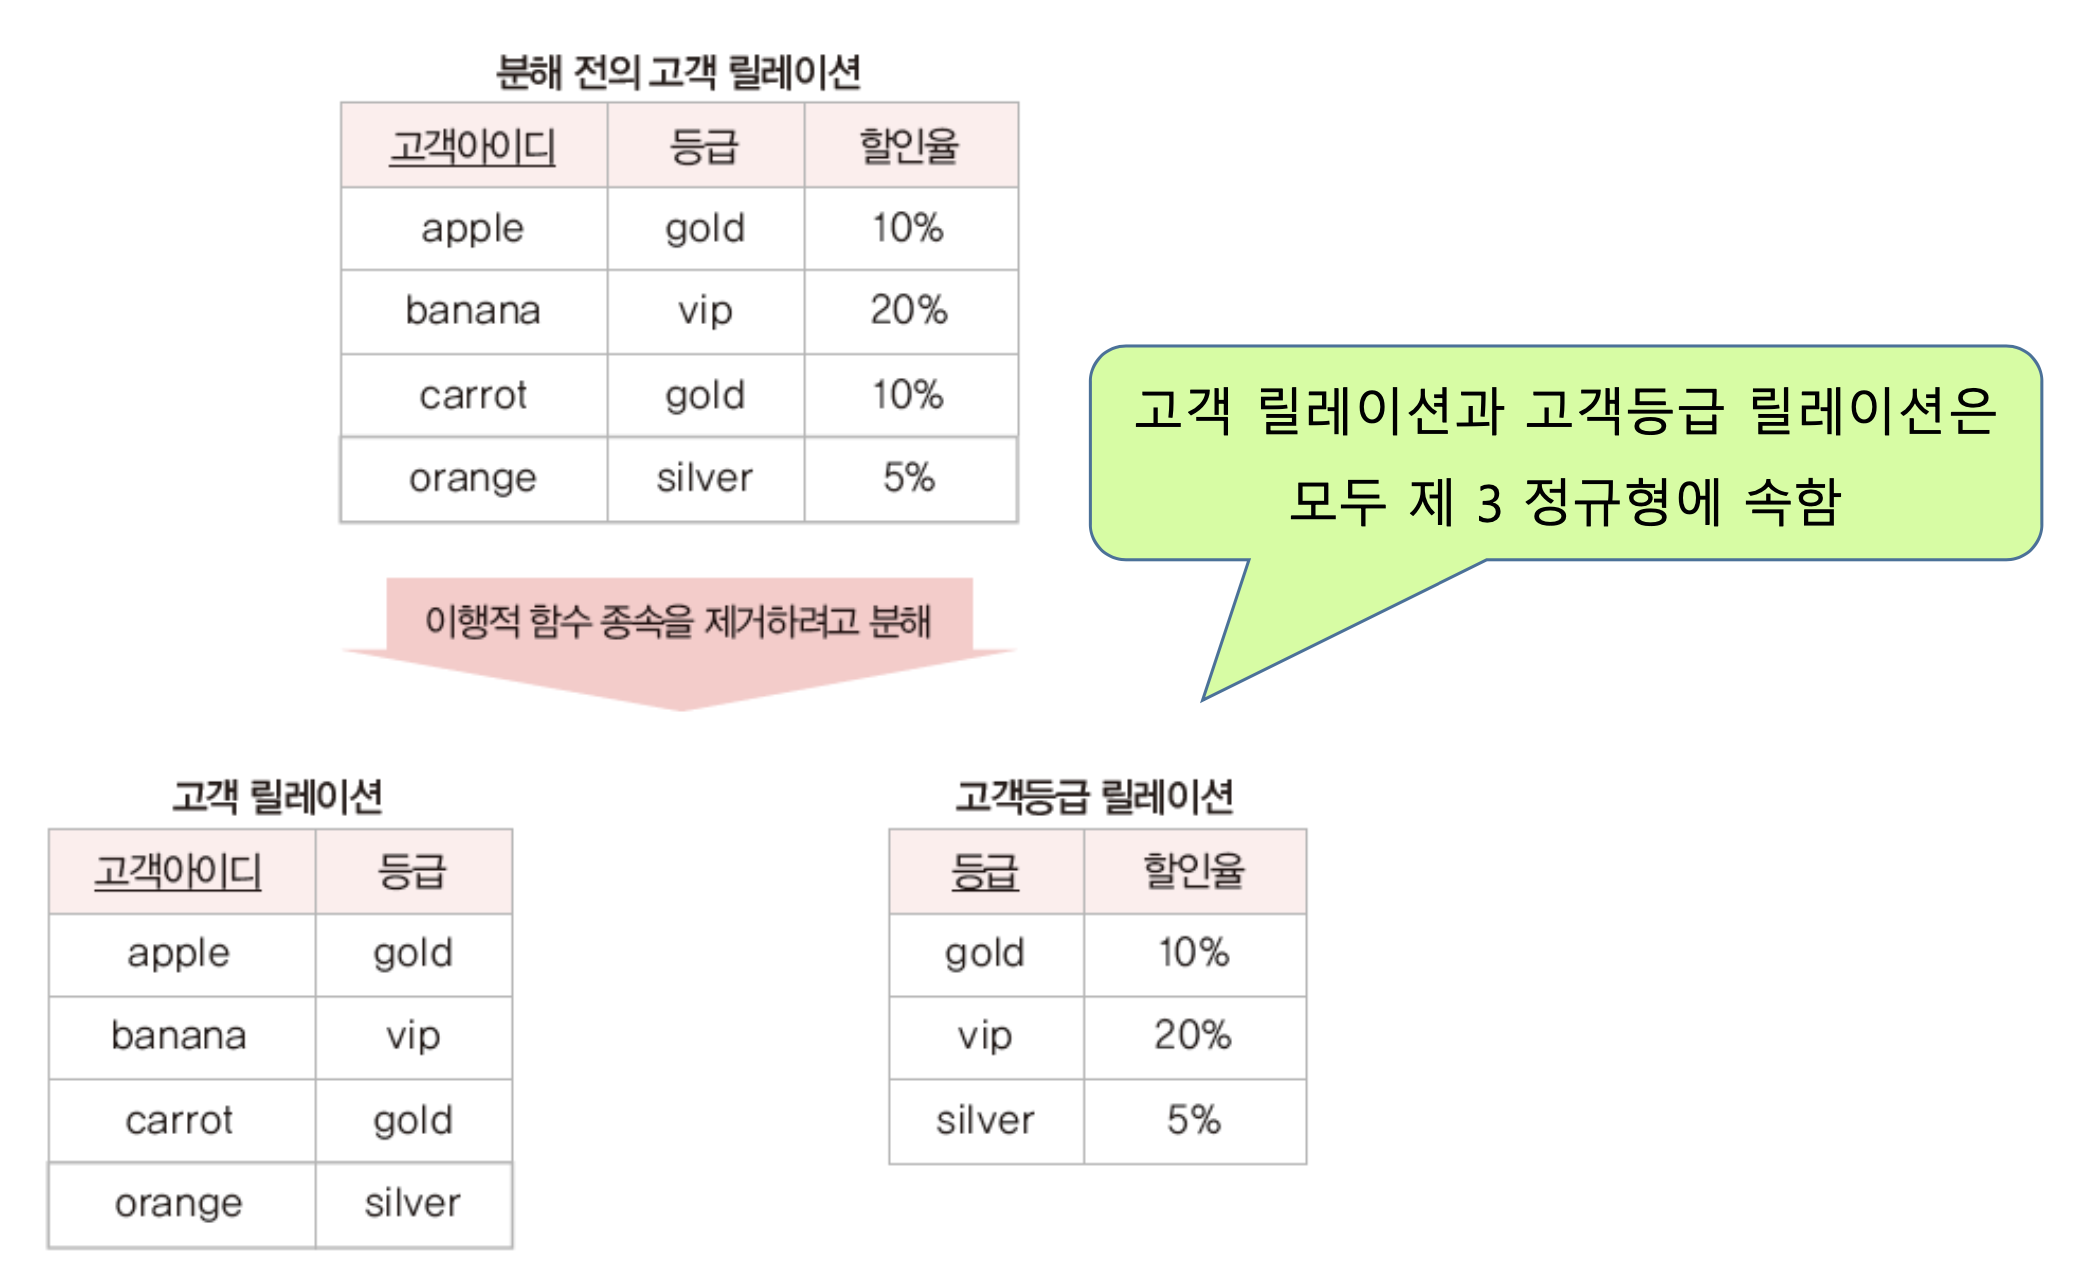 분해 전의 고객 릴레이션
고객아이디 등급 할인율
apple gold 10%
banana vip 20%
carrot gold 10%
orange silver 5%
고객 릴레이션과 고객등급 릴레이션은
모두 제 3 정규형에 속함
이행적 함수 종속을 제거하려고 분해
고객 릴레이션
고객아이디 등급
apple gold
banana vip
carrot gold
orange silver
고객등급 릴레이션
등급 할인율
gold 10%
vip 20%
silver 5%